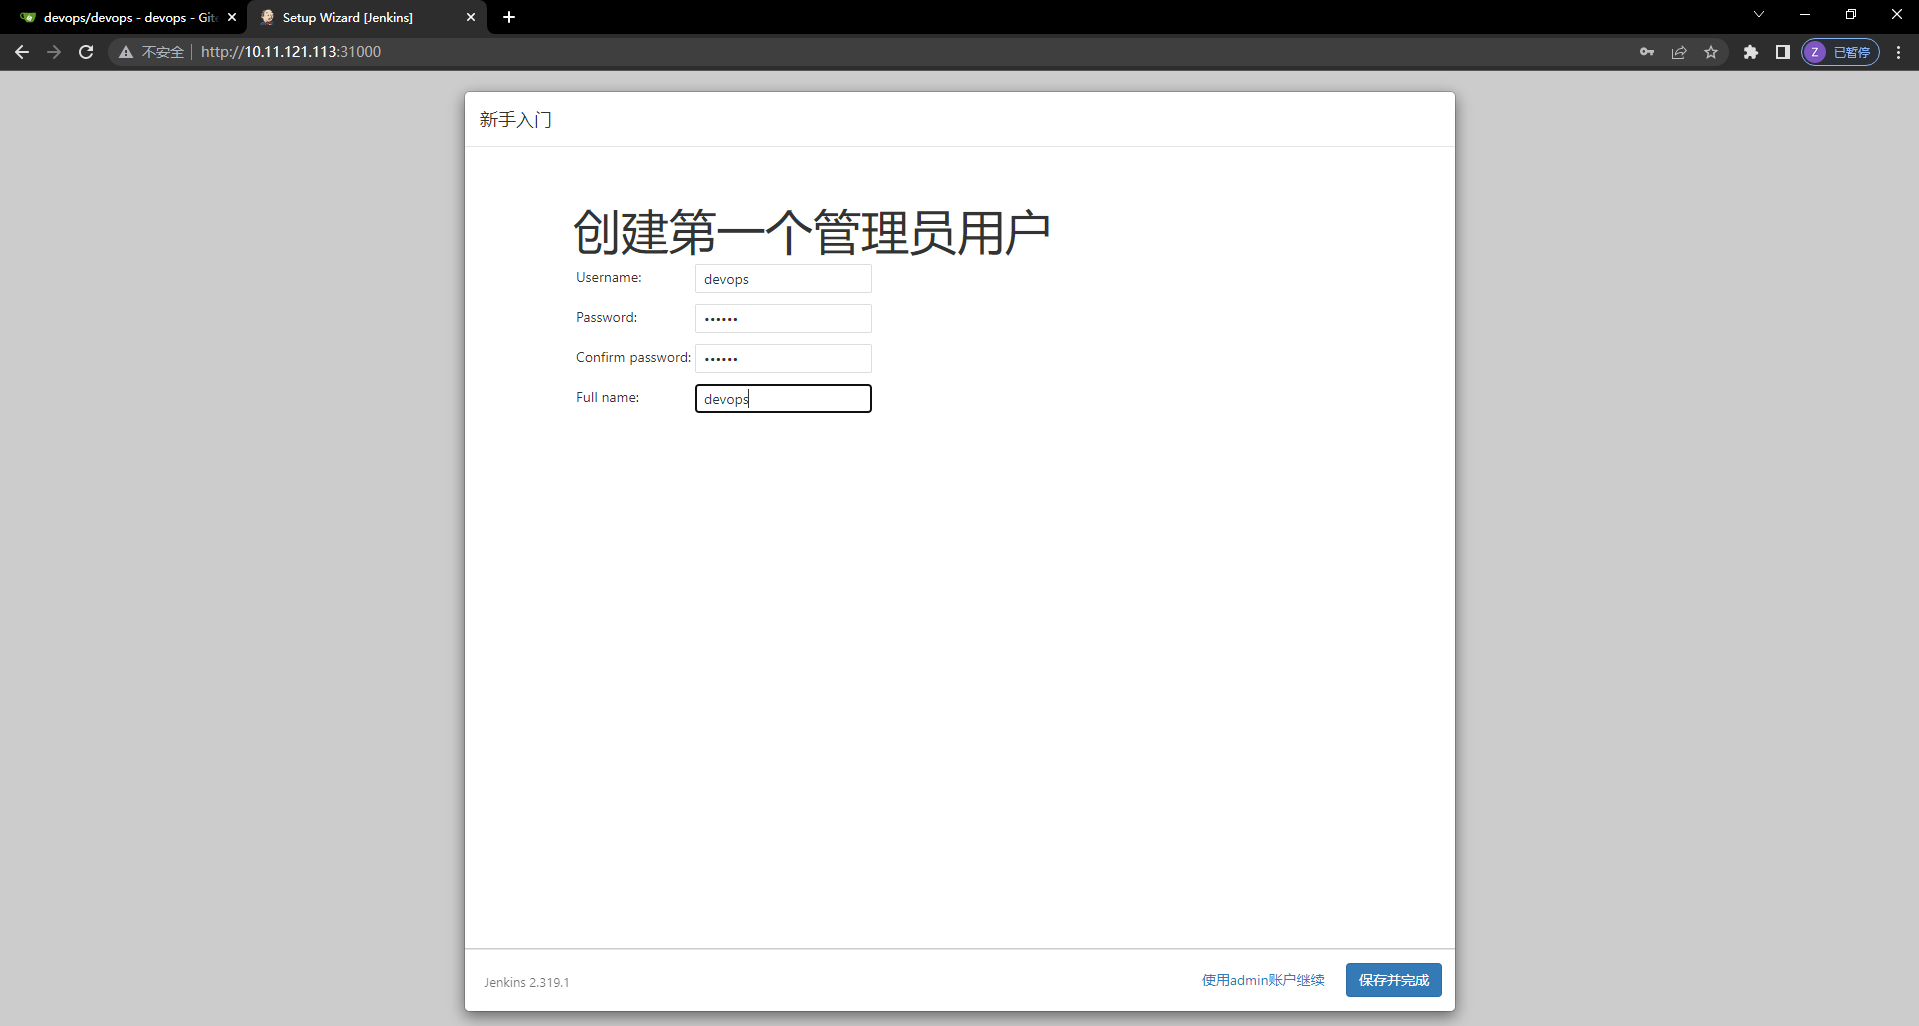 devops/devops - devops - Git
Setup Wizard [Jenkins]
不安全
http://10.11.121.113:31000
Z
已暂停
新手入门
创建第一个管理员用户
Username:
devops
Password:
••••••
Confirm password:
••••••
Full name:
devops
Jenkins 2.319.1
使用admin账户继续
保存并完成